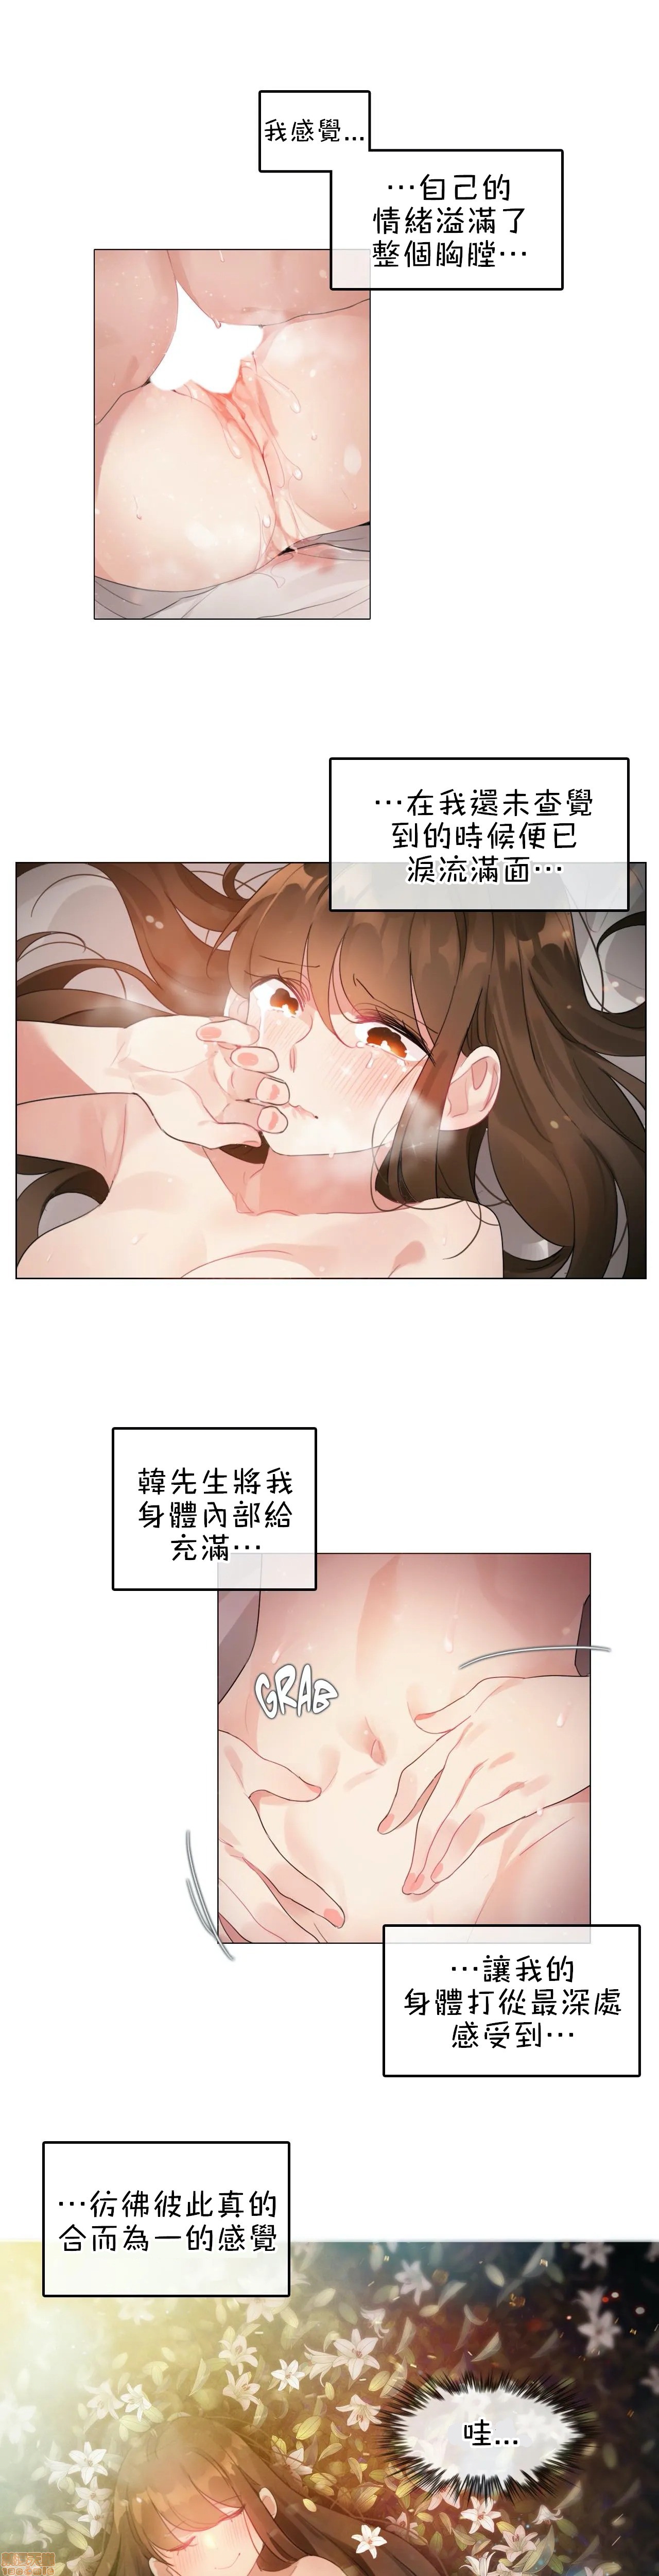 我感覺...
…自己的
情緒溢滿了
整個胸膛…
…在我還未查覺
到的時候便已
淚流滿面…
韓先生將我
身體內部給
充滿…
GRAB
…讓我的
身體打從最深處
感受到…
…彷彿彼此真的
合而為一的感覺
哇...